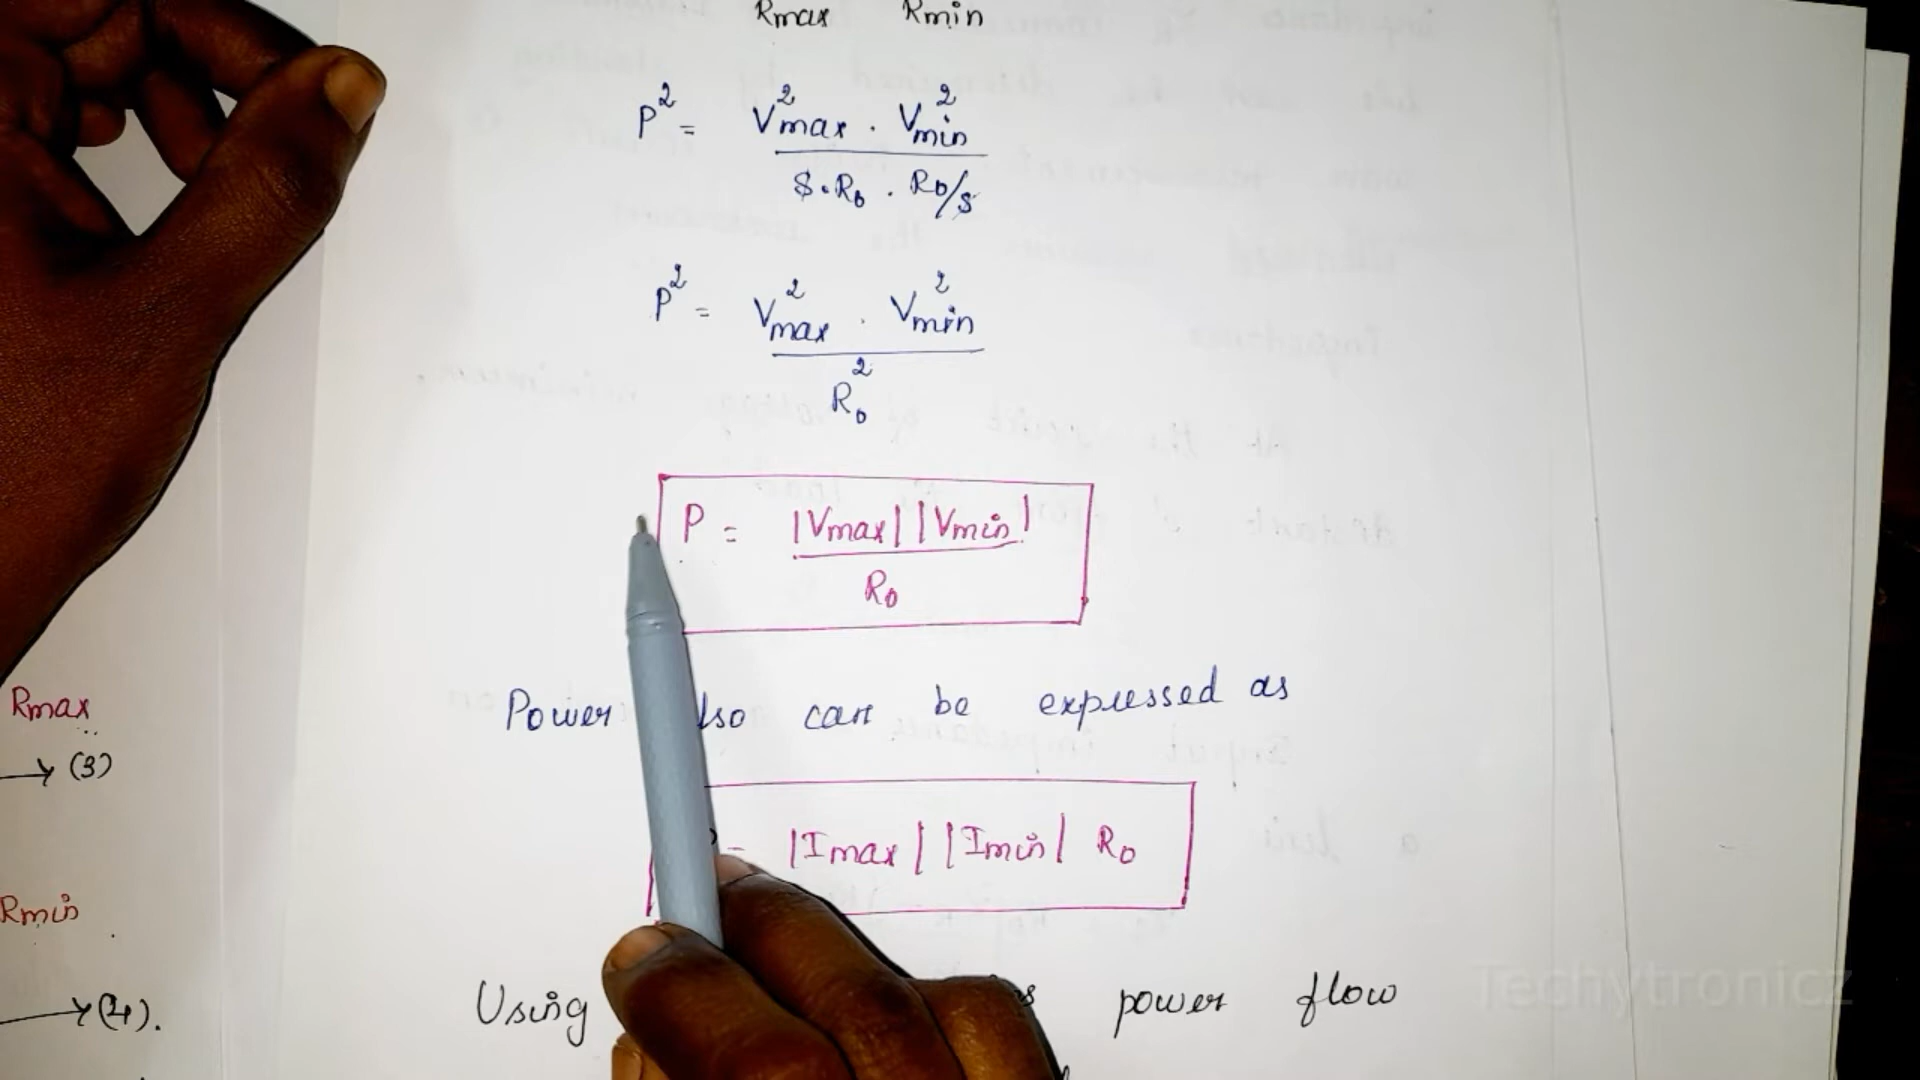 Rmax Rmin
P² = V²max . V²min
S.R₀ . R₀/S
P² = V²max . V²min
R₀²
P = |Vmax| |Vmin|
R₀
Rmax
Power lso can be expressed as
→ (3)
= |Imax| |Imin| R₀
Rmin
Using power flow
→ (4).
Techytronicz